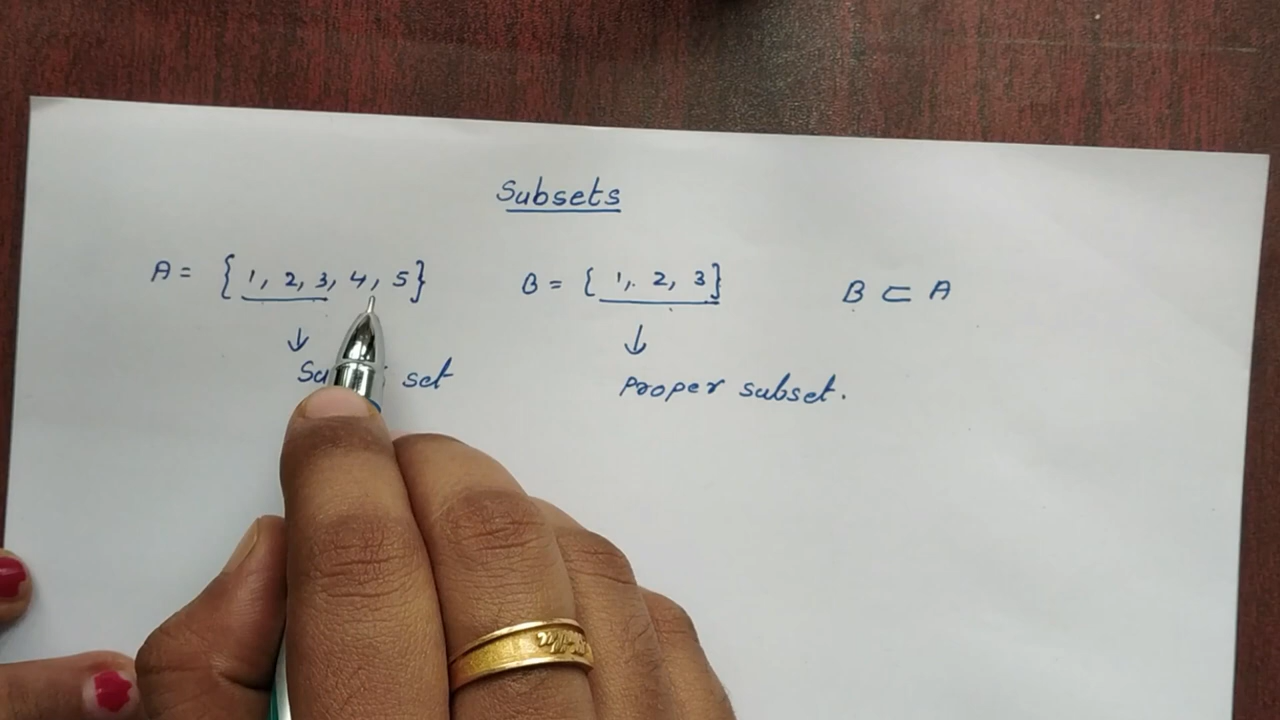 Subsets
A = { 1, 2, 3, 4, 5} B = { 1, 2, 3} B ⊂ A
↓ ↓
set Proper subset.